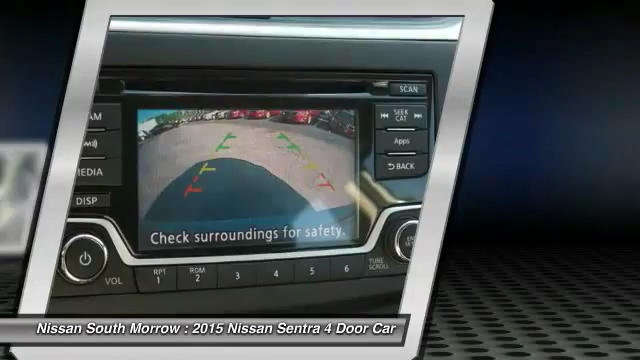 SCAN
AM
SEEK
CAT
Apps
MEDIA
BACK
DISP
Check surroundings for safety.
VOL
RPT
1
RDM
2
3
4
5
6
TUNE
SCROLL
Nissan South Morrow : 2015 Nissan Sentra 4 Door Car